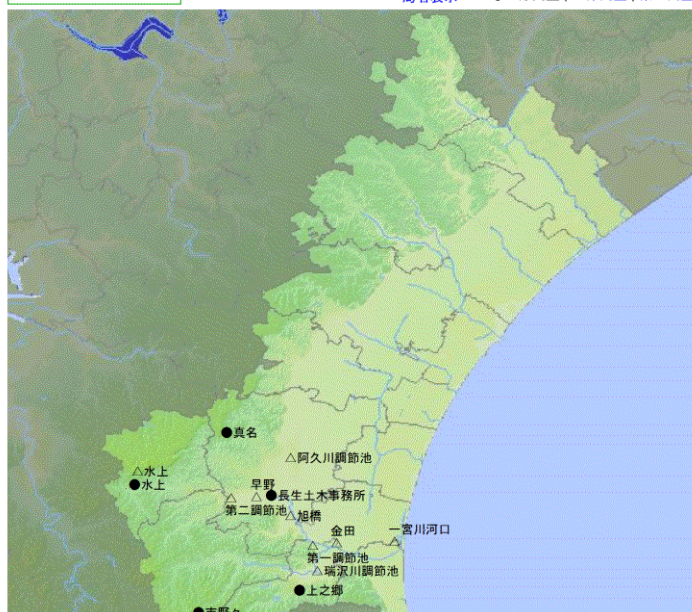 真名
阿久川調節池
水上
水上
早野
長生土木事務所
第二調節池
旭橋
金田
一宮川河口
第一調節池
瑞沢川調節池
上之郷